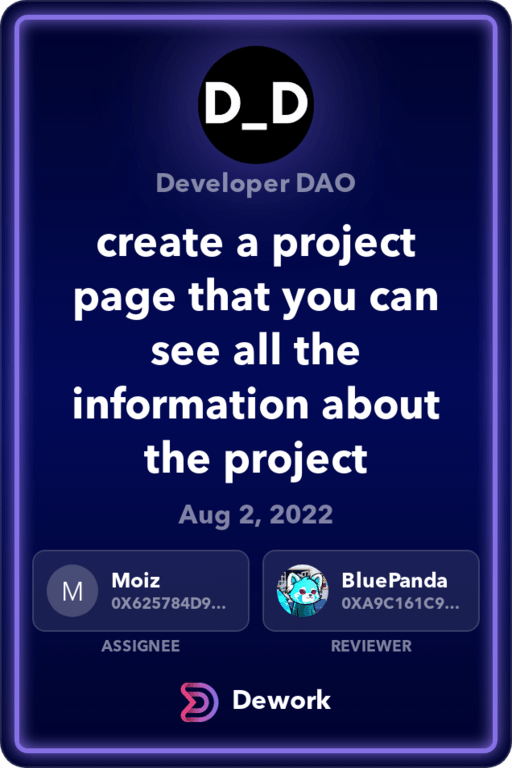 D_D
Developer DAO
create a project
page that you can
see all the
information about
the project
Aug 2, 2022
M
Moiz
0X625784D9...
BluePanda
0XA9C161C9...
ASSIGNEE
REVIEWER
Dework